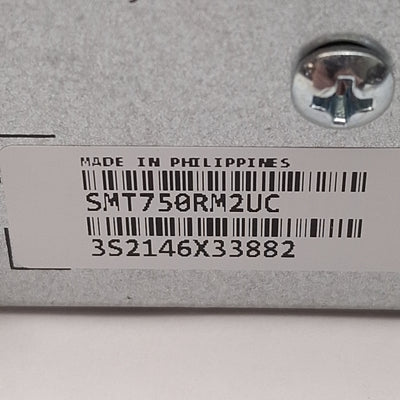 MADE IN PHILIPPINES
SMT750RM2UC
3S2146X33882